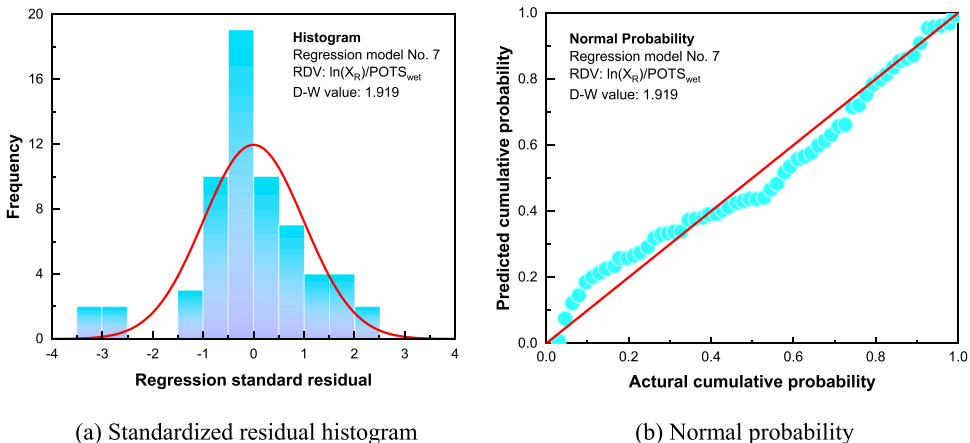 Histogram
Regression model No. 7
RDV: ln(X_R)/POTS_wet
D-W value: 1.919
Frequency
20
16
12
8
4
0
-4 -3 -2 -1 0 1 2 3 4
Regression standard residual
(a) Standardized residual histogram
Normal Probability
Regression model No. 7
RDV: ln(X_R)/POTS_wet
D-W value: 1.919
Predicted cumulative probability
1.0
0.8
0.6
0.4
0.2
0.0
0.0 0.2 0.4 0.6 0.8 1.0
Actural cumulative probability
(b) Normal probability